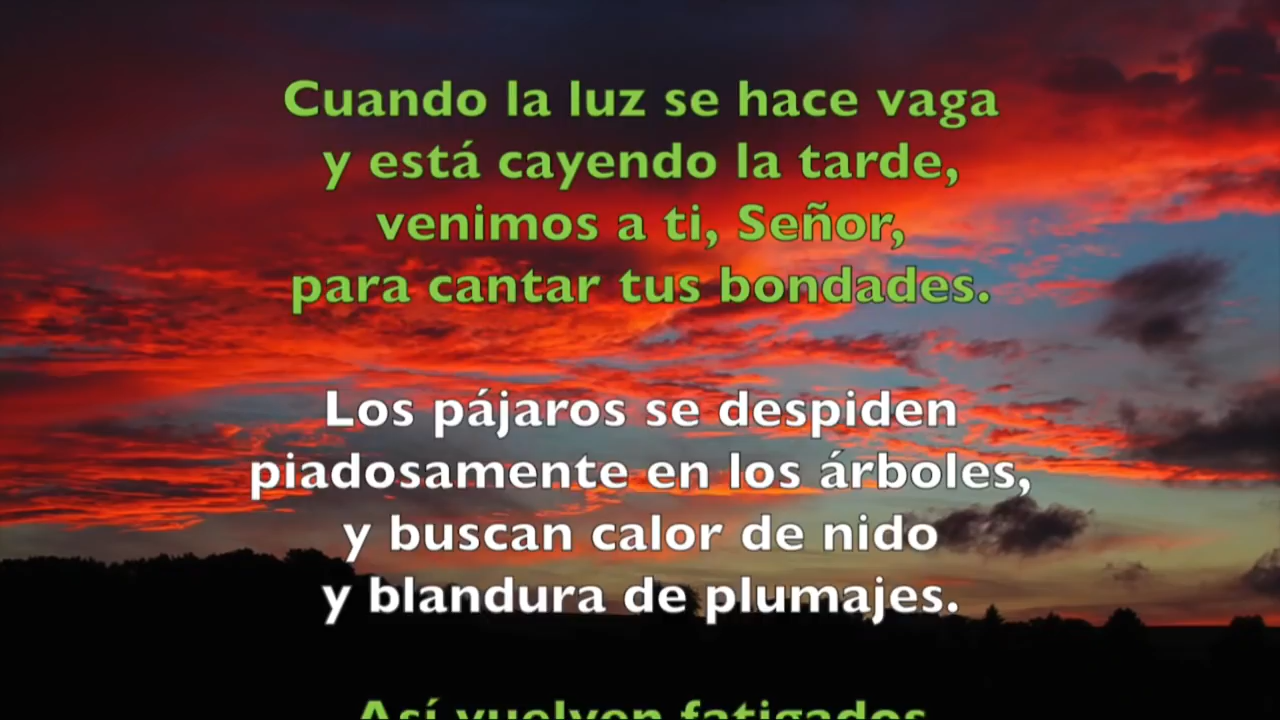 Cuando la luz se hace vaga
y está cayendo la tarde,
venimos a ti, Señor,
para cantar tus bondades.
Los pájaros se despiden
piadosamente en los árboles,
y buscan calor de nido
y blandura de plumajes.
Así vuelven fatigados